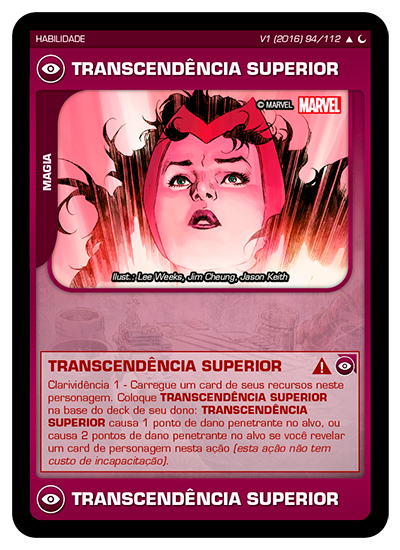 HABILIDADE V1 (2016) 94/112
TRANSCENDÊNCIA SUPERIOR
© MARVEL MARVEL
MAGIA
Ilust.: Lee Weeks, Jim Cheung, Jason Keith
TRANSCENDÊNCIA SUPERIOR
Clarividência 1 - Carregue um card de seus recursos neste
personagem. Coloque TRANSCENDÊNCIA SUPERIOR
na base do deck de seu dono: TRANSCENDÊNCIA
SUPERIOR causa 1 ponto de dano penetrante no alvo, ou
causa 2 pontos de dano penetrante no alvo se você revelar
um card de personagem nesta ação (esta ação não tem
custo de incapacitação).
TRANSCENDÊNCIA SUPERIOR